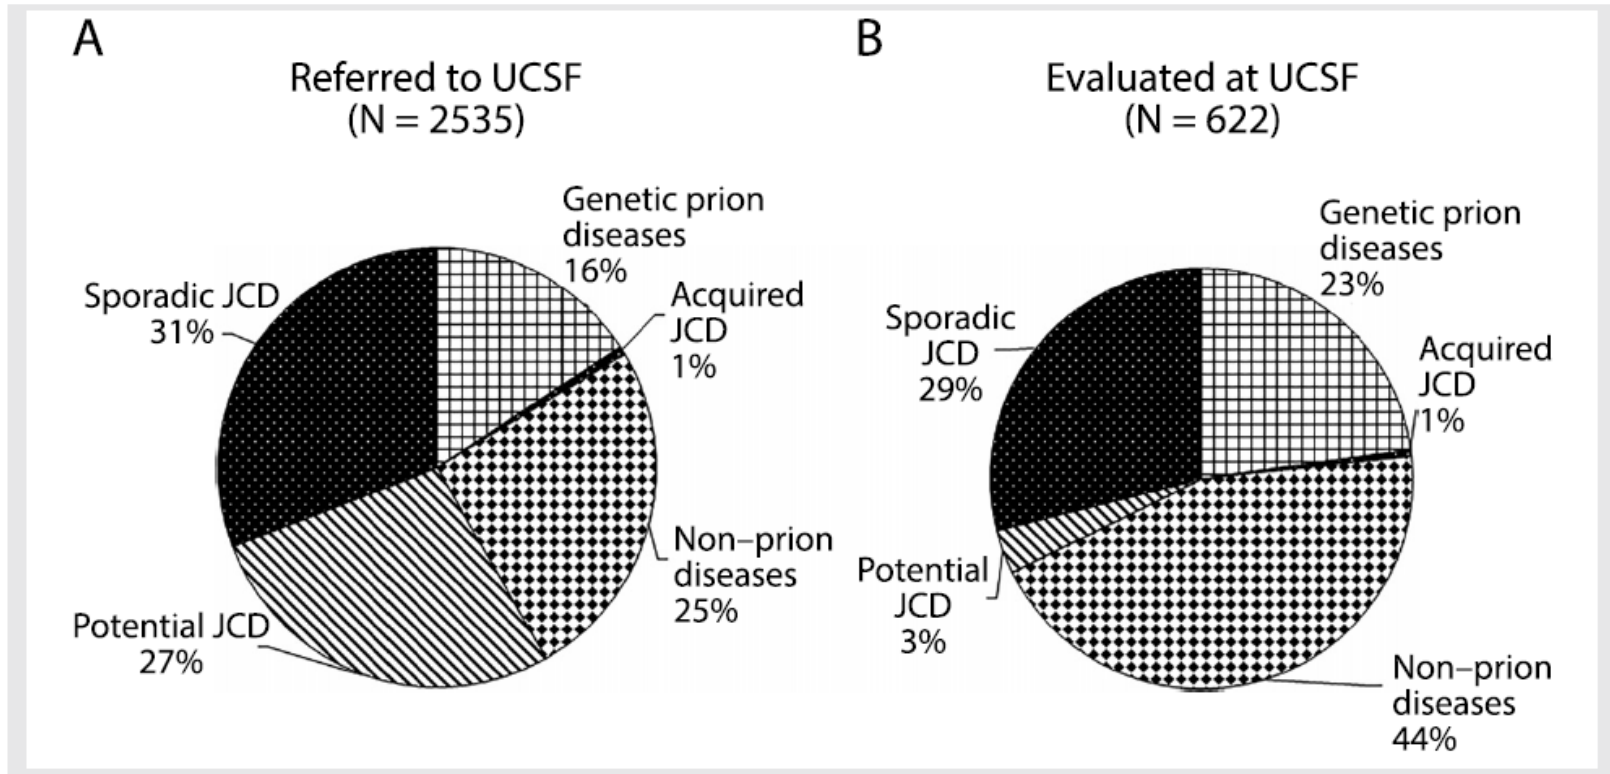 A
Referred to UCSF
(N = 2535)
Genetic prion
diseases
16%
Acquired
JCD
1%
Non–prion
diseases
25%
Potential JCD
27%
Sporadic JCD
31%
B
Evaluated at UCSF
(N = 622)
Genetic prion
diseases
23%
Acquired
JCD
1%
Non–prion
diseases
44%
Potential
JCD
3%
Sporadic
JCD
29%